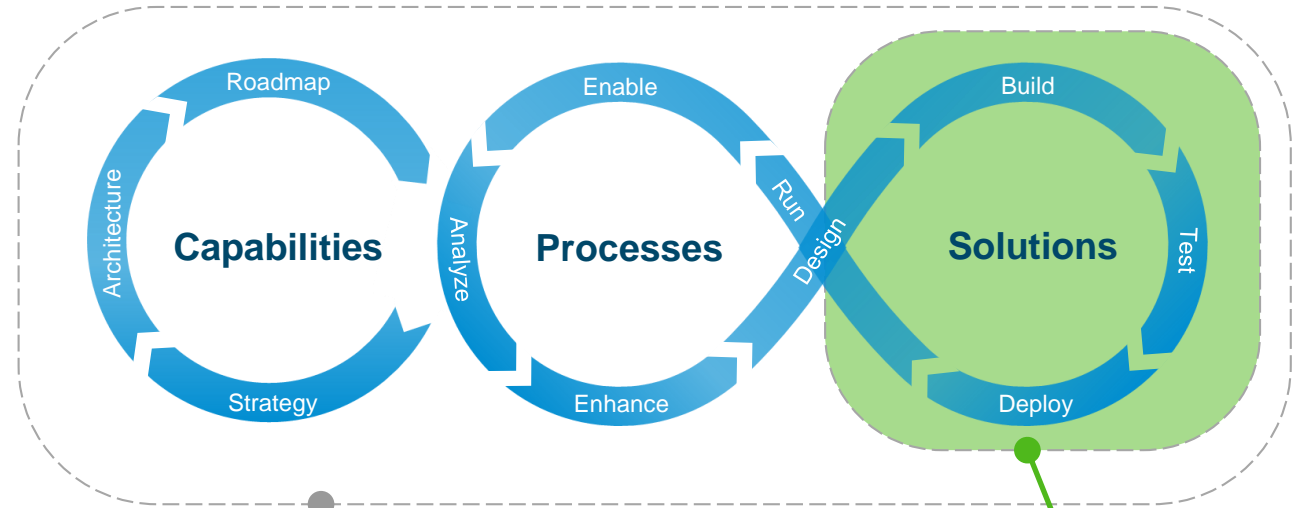 Roadmap
Architecture
Capabilities
Strategy
Enable
Analyze
Processes
Run
Enhance
Design
Build
Solutions
Test
Deploy